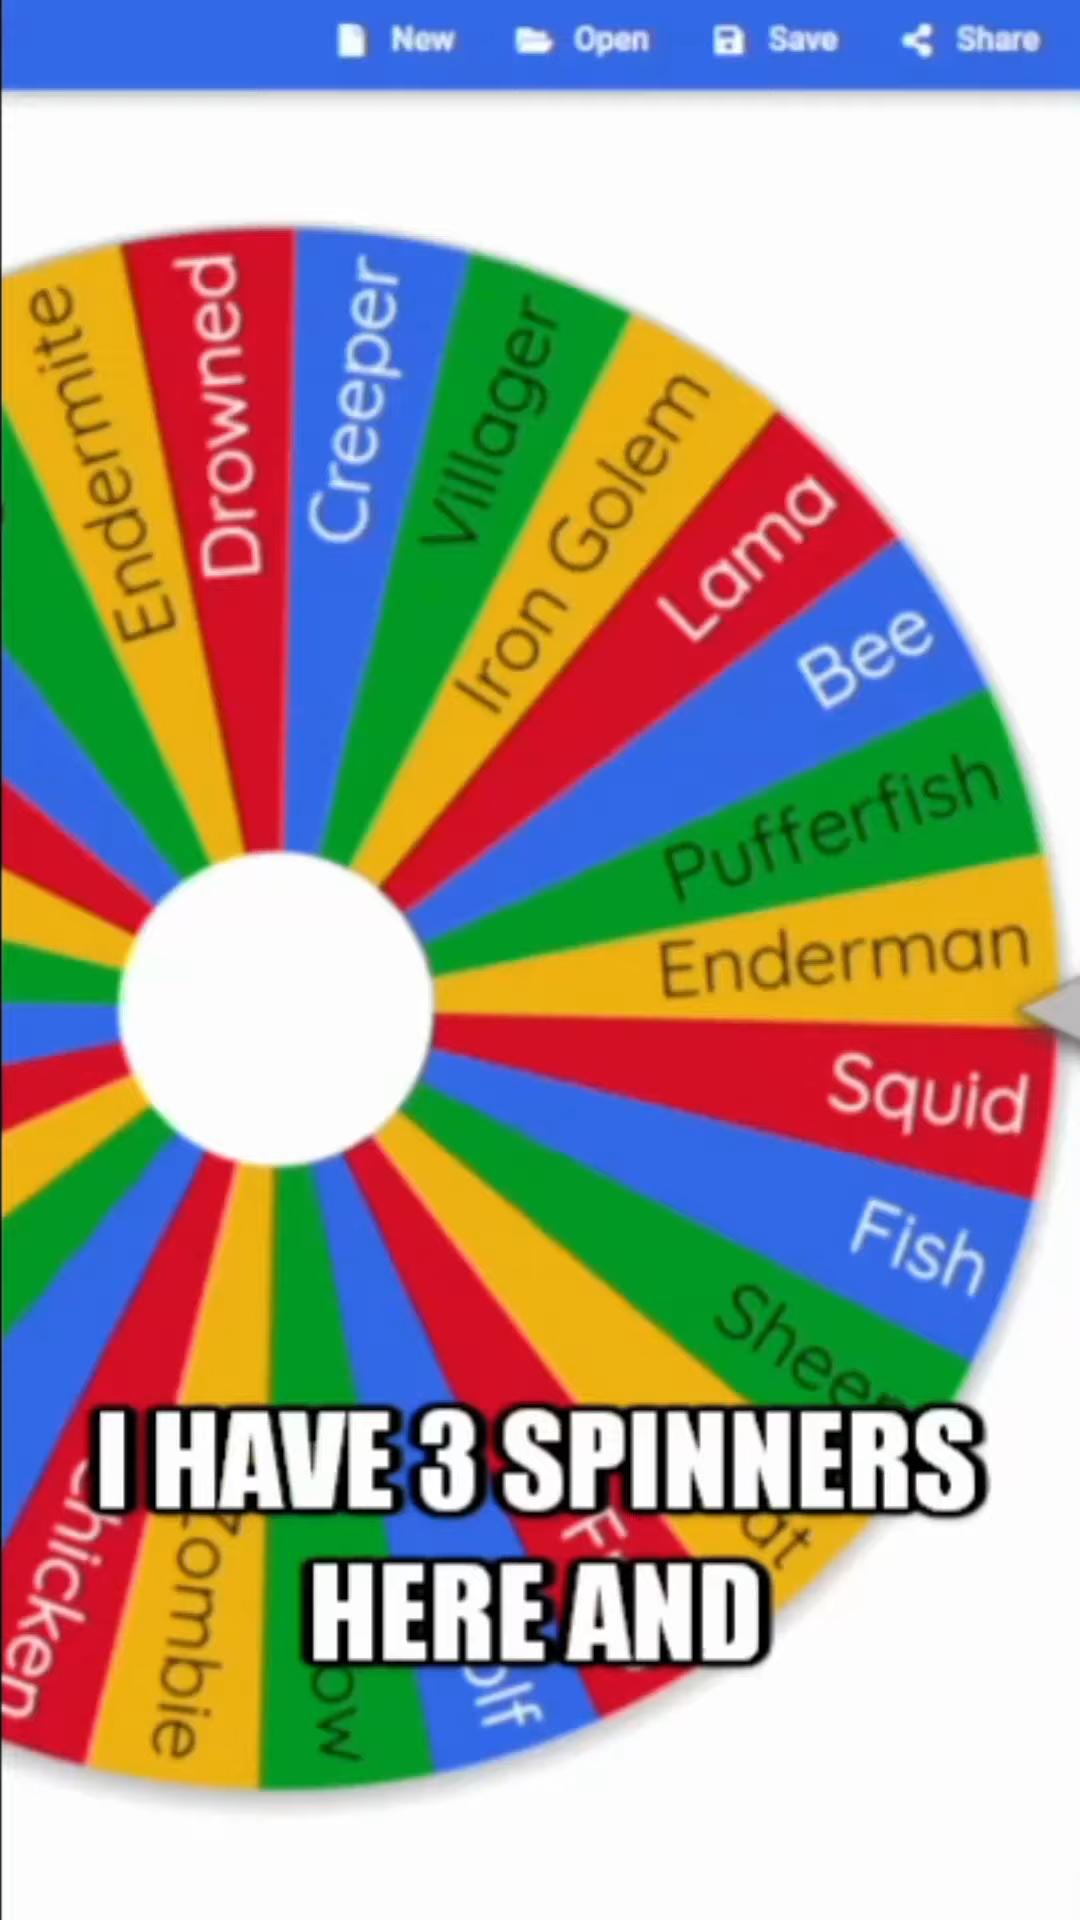 New Open Save Share
Endermite
Drowned
Creeper
Villager
Iron Golem
Lama
Bee
Pufferfish
Enderman
Squid
Fish
Sheep
I HAVE 3 SPINNERS
HERE AND
Zombie